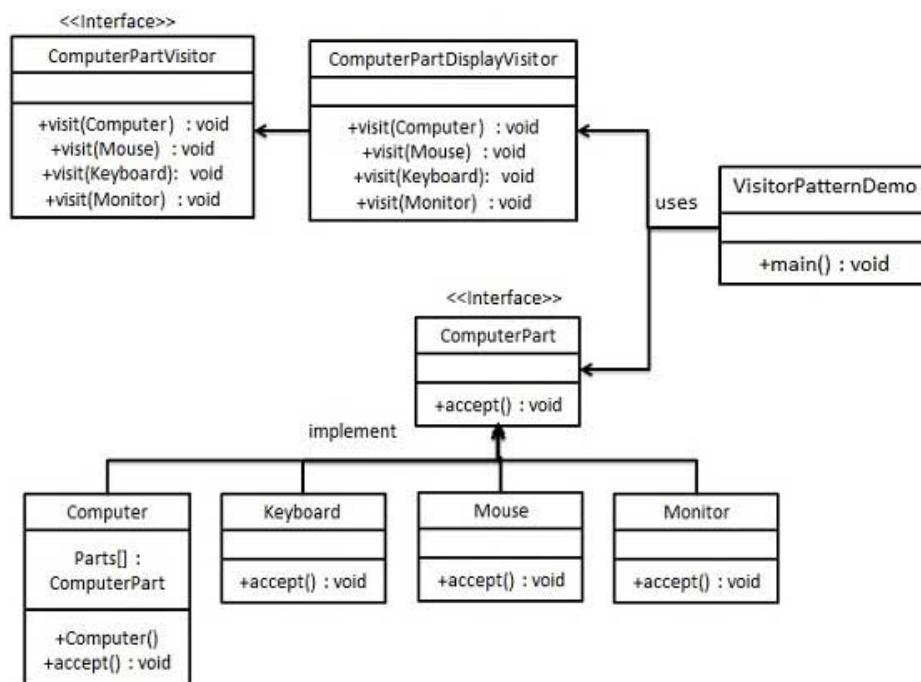 <<Interface>>
ComputerPartVisitor
+visit(Computer) : void
+visit(Mouse) : void
+visit(Keyboard): void
+visit(Monitor) : void
ComputerPartDisplayVisitor
+visit(Computer) : void
+visit(Mouse) : void
+visit(Keyboard): void
+visit(Monitor) : void
uses
VisitorPatternDemo
+main() : void
<<Interface>>
ComputerPart
+accept() : void
implement
Computer
Parts[] :
ComputerPart
+Computer()
+accept() : void
Keyboard
+accept() : void
Mouse
+accept() : void
Monitor
+accept() : void